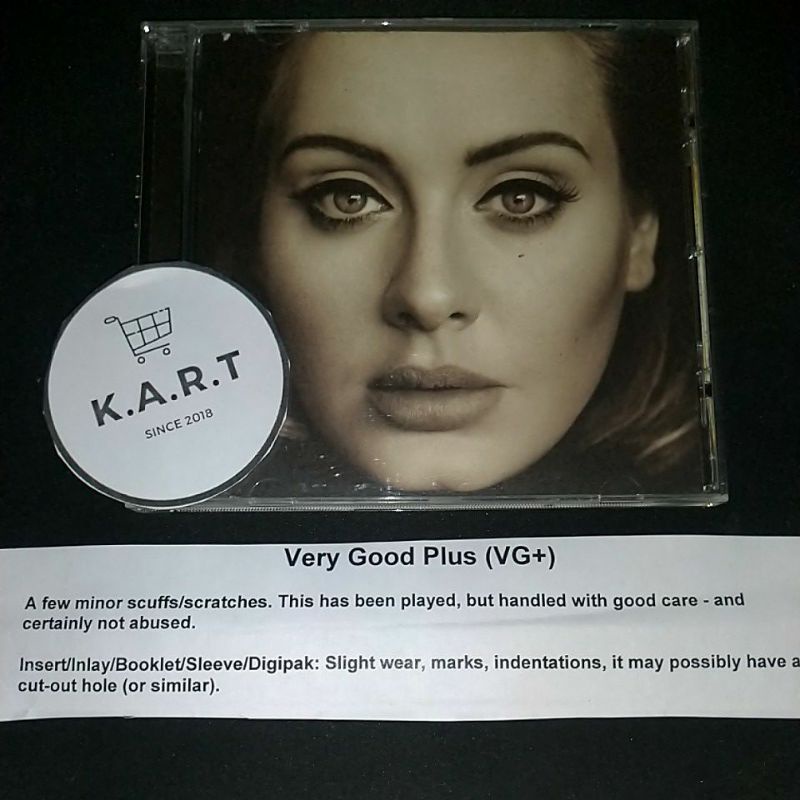 K.A.R.T
SINCE 2018
Very Good Plus (VG+)
A few minor scuffs/scratches. This has been played, but handled with good care - and
certainly not abused.
Insert/Inlay/Booklet/Sleeve/Digipak: Slight wear, marks, indentations, it may possibly have a
cut-out hole (or similar).